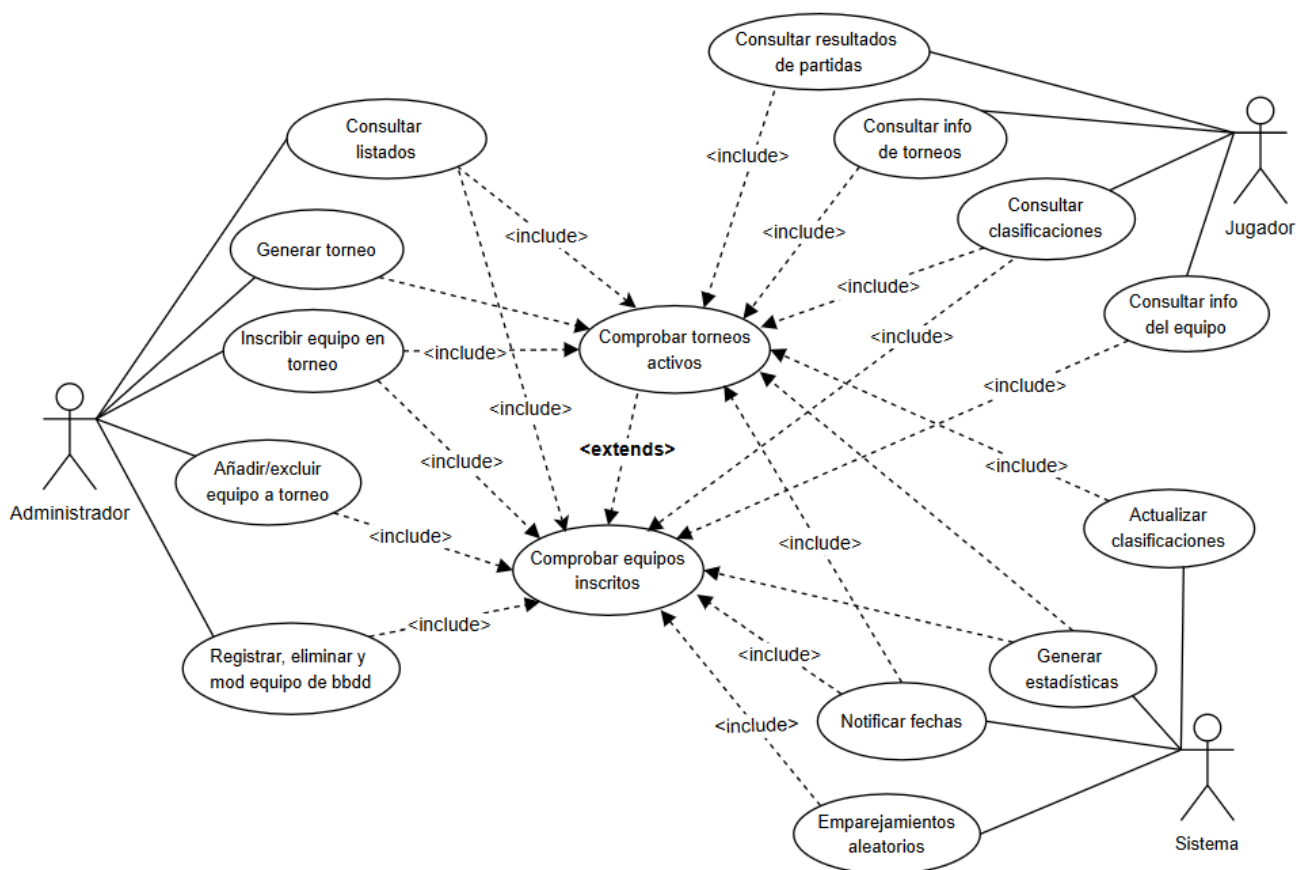 Consultar resultados
de partidas
Consultar
listados
Consultar info
de torneos
<include>
Consultar
clasificaciones
Jugador
<include>
<include>
Generar torneo
<include>
Consultar info
del equipo
Inscribir equipo en
torneo
<include>
Comprobar torneos
activos
<include>
<include>
<include>
<extends>
<include>
<include>
Añadir/excluir
equipo a torneo
Administrador
<include>
Actualizar
clasificaciones
<include>
<include>
Comprobar equipos
inscritos
<include>
Registrar, eliminar y
mod equipo de bbdd
<include>
Generar
estadísticas
Notificar fechas
<include>
Emparejamientos
aleatorios
Sistema